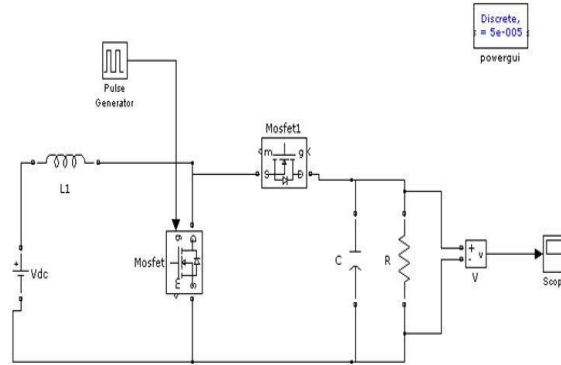 Discrete,
= 5e-005
powergui
Pulse
Generator
Mosfet1
m
g
S
D
L1
g
D
Mosfet
m
S
+
Vdc
C
R
+
-
v
V
Scop